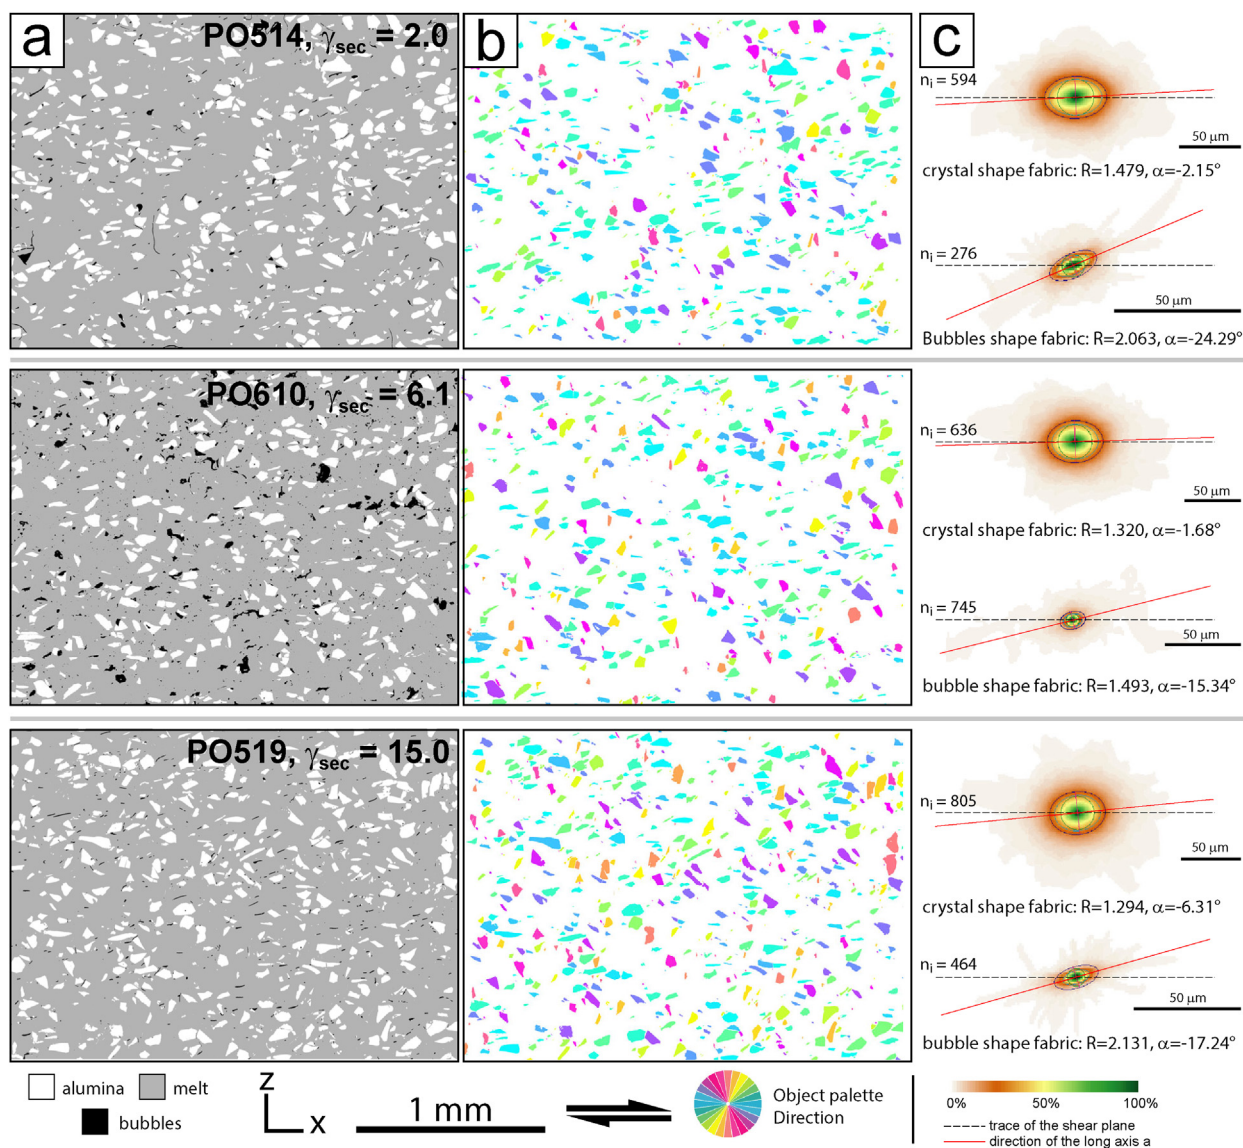 a
PO514, γsec = 2.0
b
c
ni = 594
50 µm
crystal shape fabric: R=1.479, α=-2.15°
ni = 276
50 µm
Bubbles shape fabric: R=2.063, α=-24.29°
PO610, γsec = 6.1
ni = 636
50 µm
crystal shape fabric: R=1.320, α=-1.68°
ni = 745
50 µm
bubble shape fabric: R=1.493, α=-15.34°
PO519, γsec = 15.0
ni = 805
50 µm
crystal shape fabric: R=1.294, α=-6.31°
ni = 464
50 µm
bubble shape fabric: R=2.131, α=-17.24°
alumina
melt
bubbles
z
x
1 mm
Object palette
Direction
0% 50% 100%
trace of the shear plane
direction of the long axis a